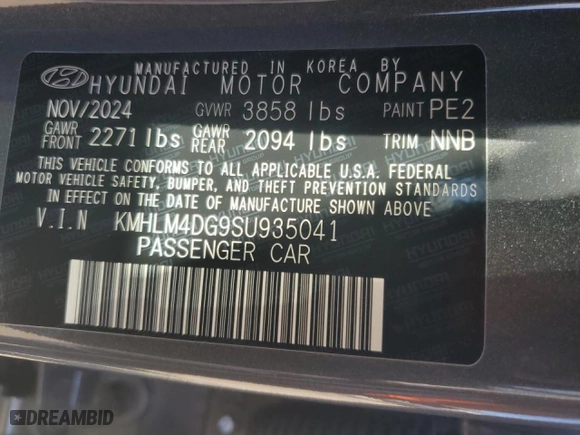 MANUFACTURED IN KOREA BY
HYUNDAI MOTOR COMPANY
NOV/2024 GVWR 3858 lbs PAINT PE2
GAWR FRONT 2271 lbs GAWR REAR 2094 lbs TRIM NNB
THIS VEHICLE CONFORMS TO ALL APPLICABLE U.S.A. FEDERAL
MOTOR VEHICLE SAFETY, BUMPER, AND THEFT PREVENTION STANDARDS
IN EFFECT ON THE DATE OF MANUFACTURE SHOWN ABOVE
V.I.N KMHLM4DG9SU935041
PASSENGER CAR
DREAMBID